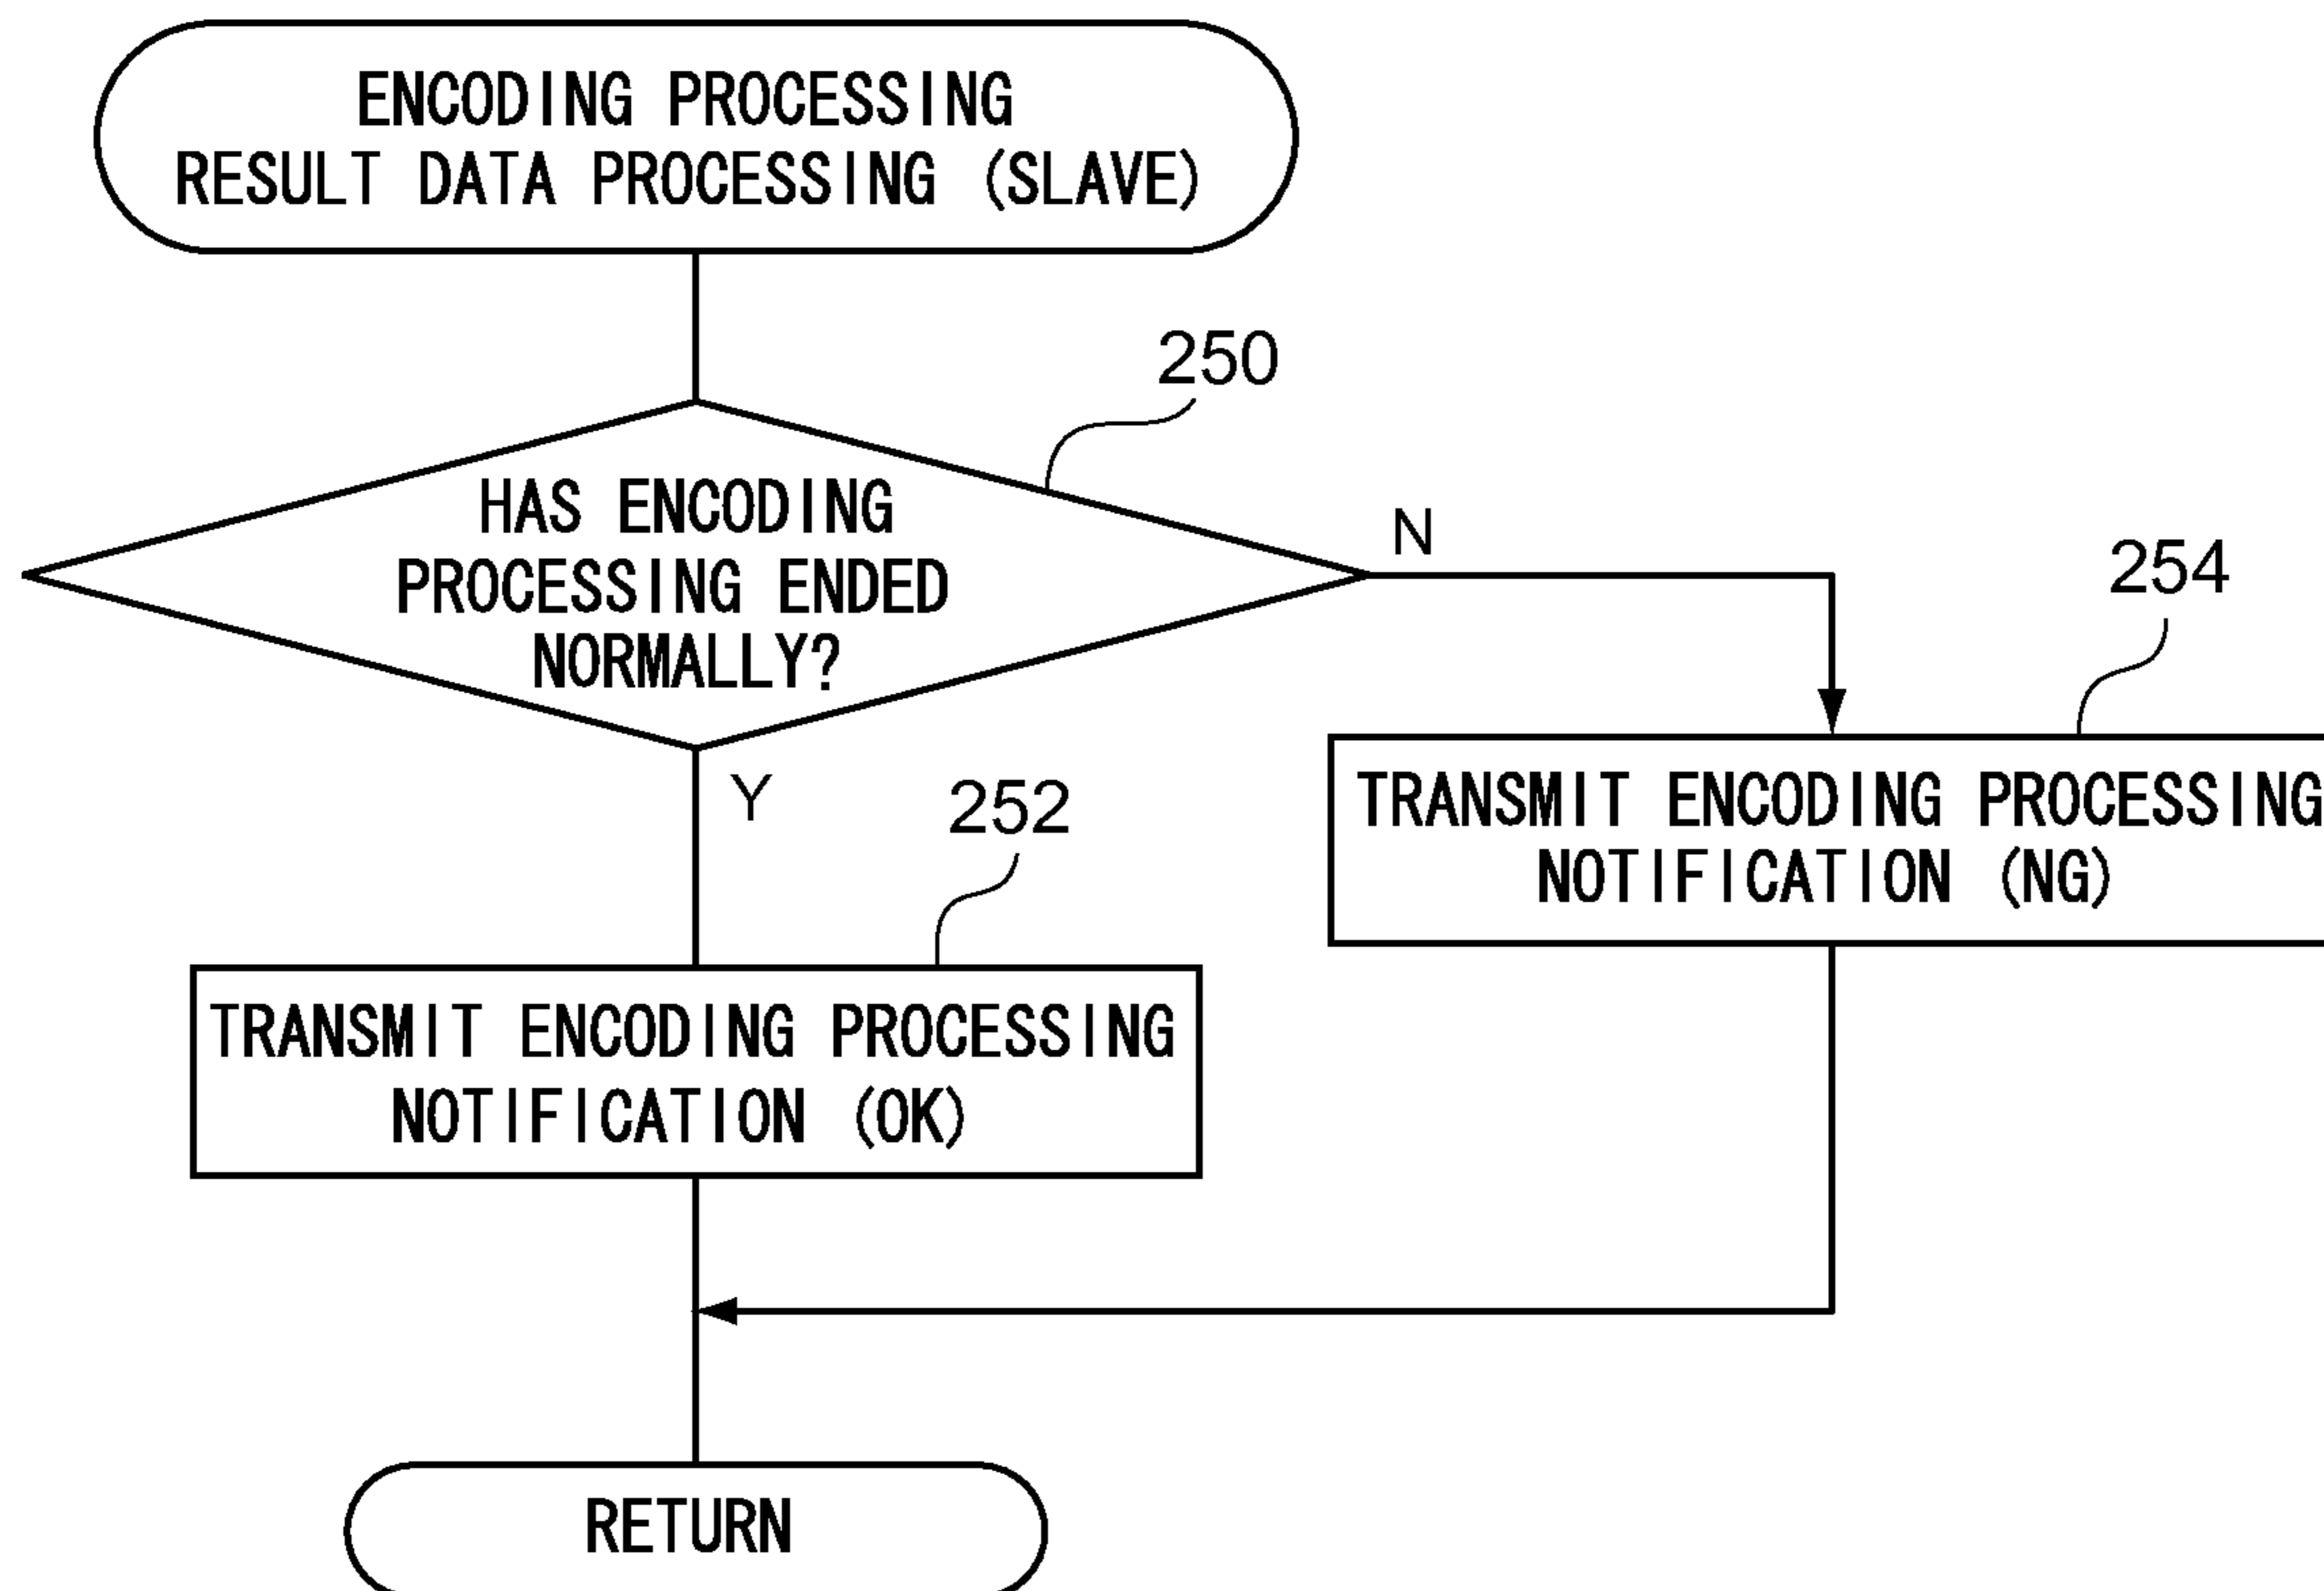 ENCODING PROCESSING
RESULT DATA PROCESSING (SLAVE)
250
HAS ENCODING
PROCESSING ENDED
NORMALLY?
N
254
TRANSMIT ENCODING PROCESSING
NOTIFICATION (NG)
Y
252
TRANSMIT ENCODING PROCESSING
NOTIFICATION (OK)
RETURN